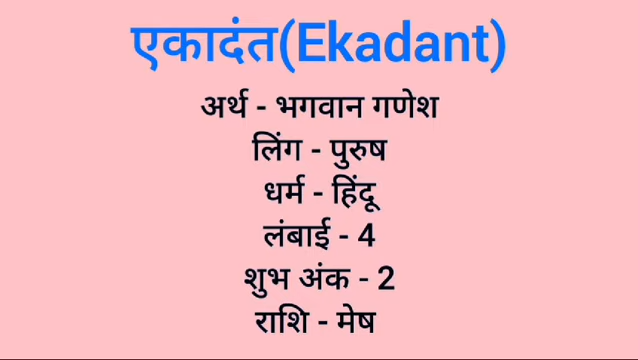 एकादंत(Ekadant)
अर्थ - भगवान गणेश
लिंग - पुरुष
धर्म - हिंदू
लंबाई - 4
शुभ अंक - 2
राशि - मेष